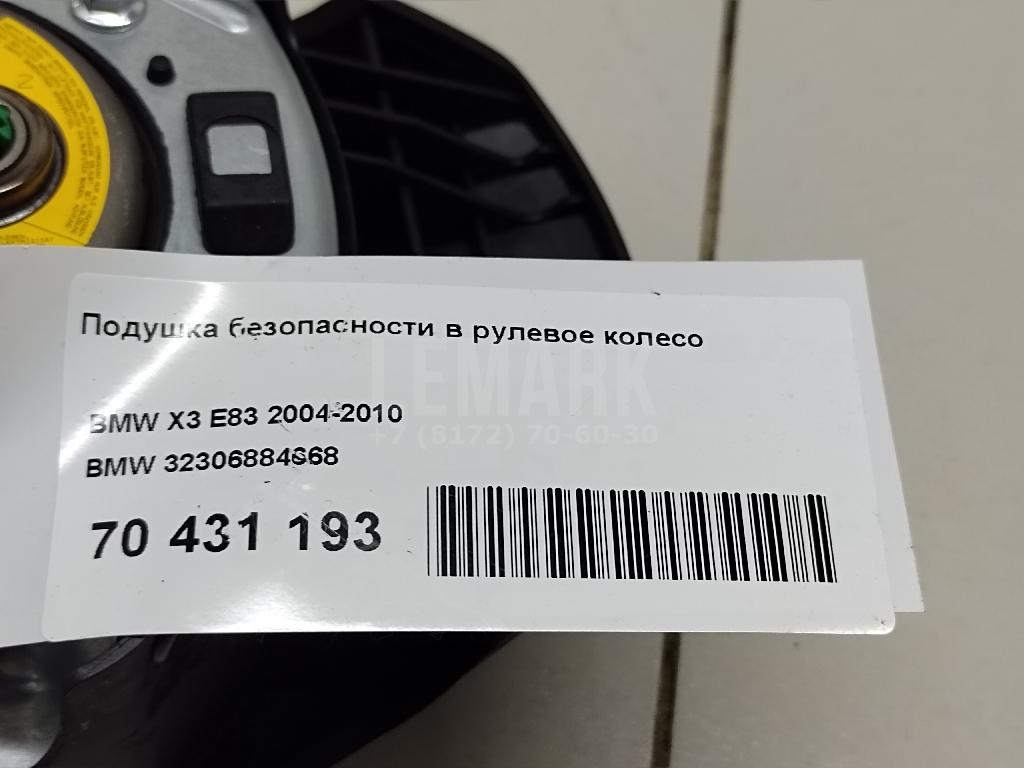 Подушка безопасности в рулевое колесо
LEMARK
+7 (8172) 70-60-30
BMW X3 E83 2004-2010
BMW 32306884668
70 431 193